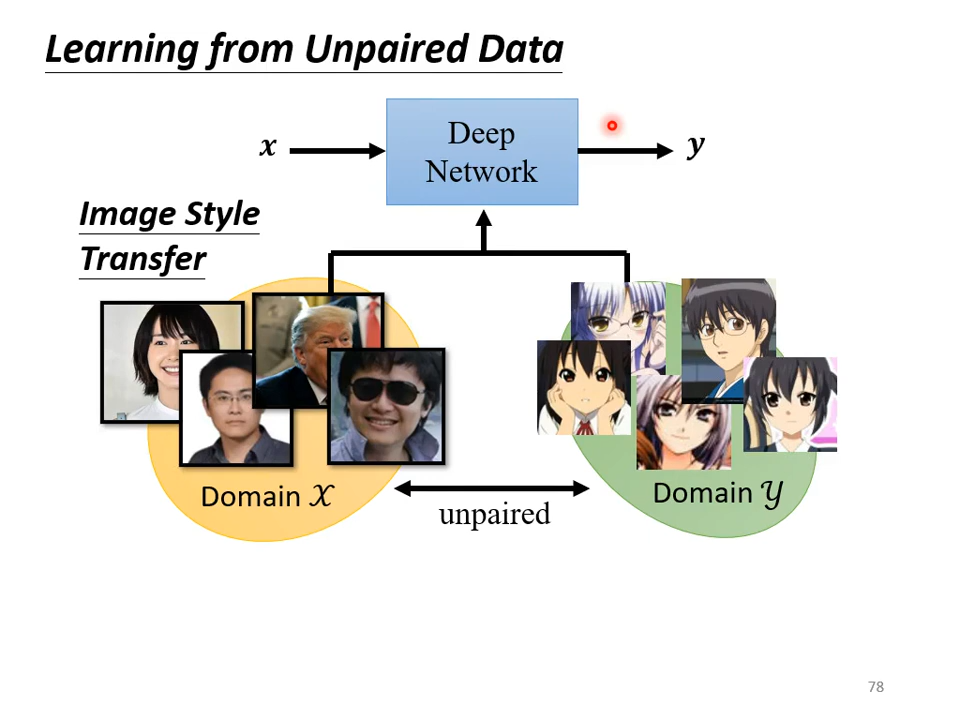 Learning from Unpaired Data
x
Deep
Network
y
Image Style
Transfer
Domain 𝒳
unpaired
Domain 𝒴
78